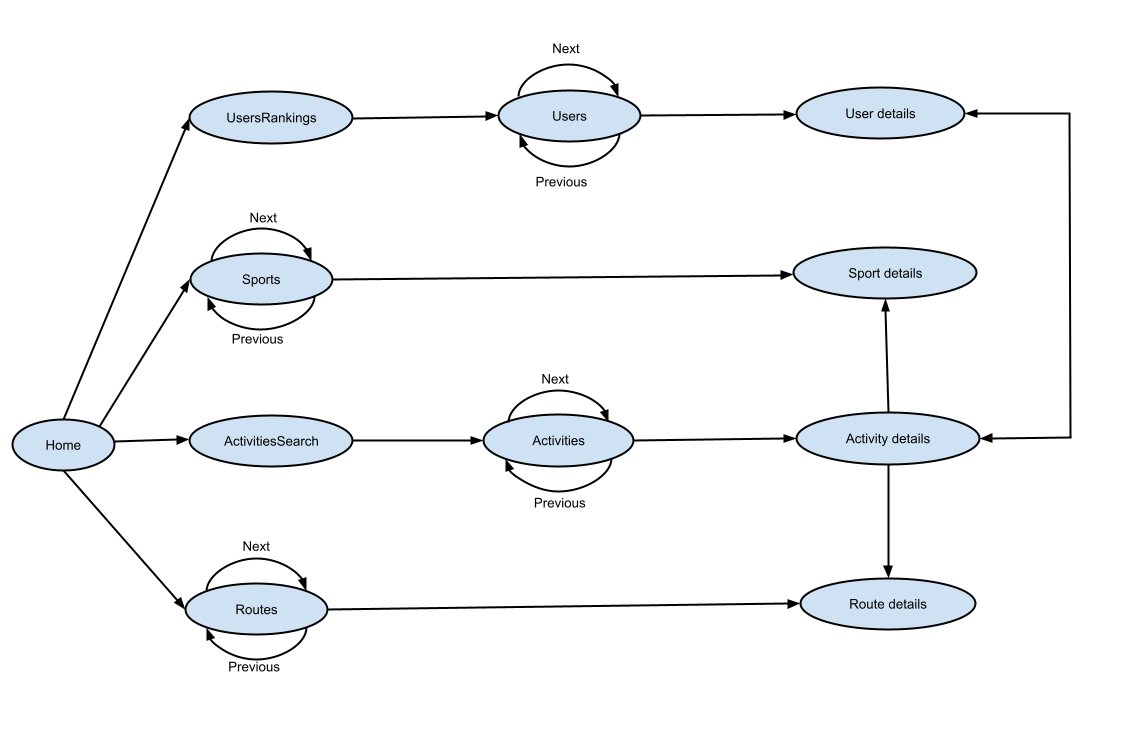 Next
UsersRankings
Users
User details
Previous
Next
Sports
Sport details
Previous
Next
Home
ActivitiesSearch
Activities
Activity details
Previous
Next
Routes
Route details
Previous